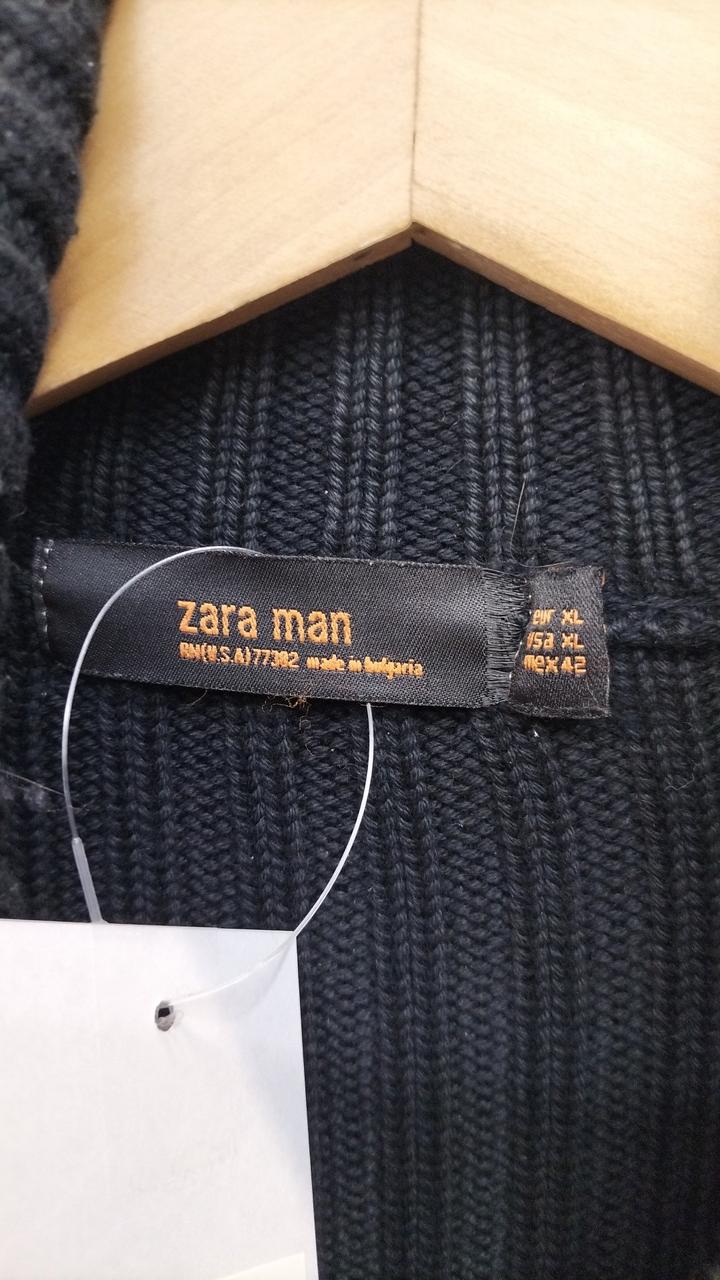 zara man
RN(U.S.A)77302 made in bulgaria
eur XL
usa XL
mex 42